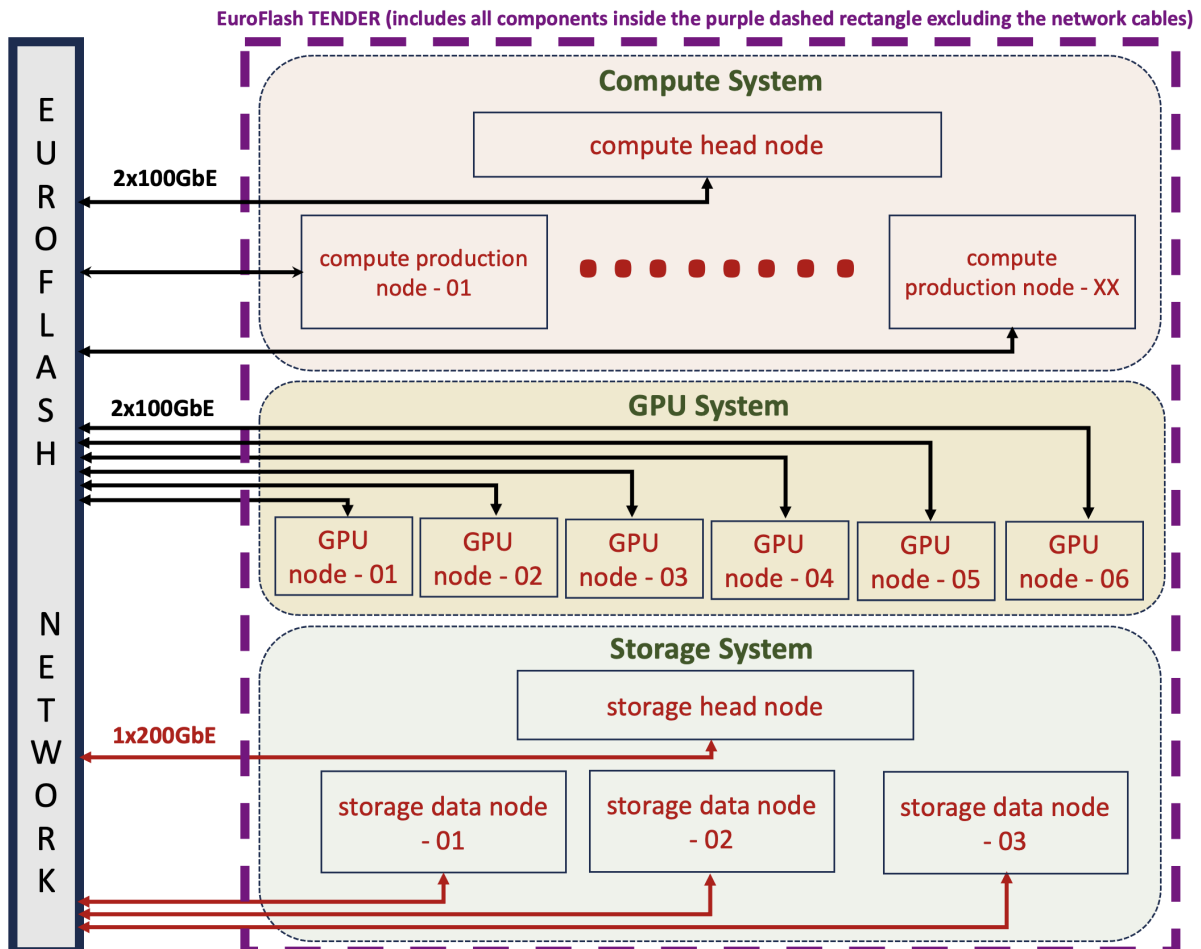 EuroFlash TENDER (includes all components inside the purple dashed rectangle excluding the network cables)
E
U
R
O
F
L
A
S
H
N
E
T
W
O
R
K
Compute System
compute head node
2x100GbE
compute production
node - 01
compute
production node - XX
GPU System
2x100GbE
GPU
node - 01
GPU
node - 02
GPU
node - 03
GPU
node - 04
GPU
node - 05
GPU
node - 06
Storage System
storage head node
1x200GbE
storage data node
- 01
storage data node
- 02
storage data node
- 03